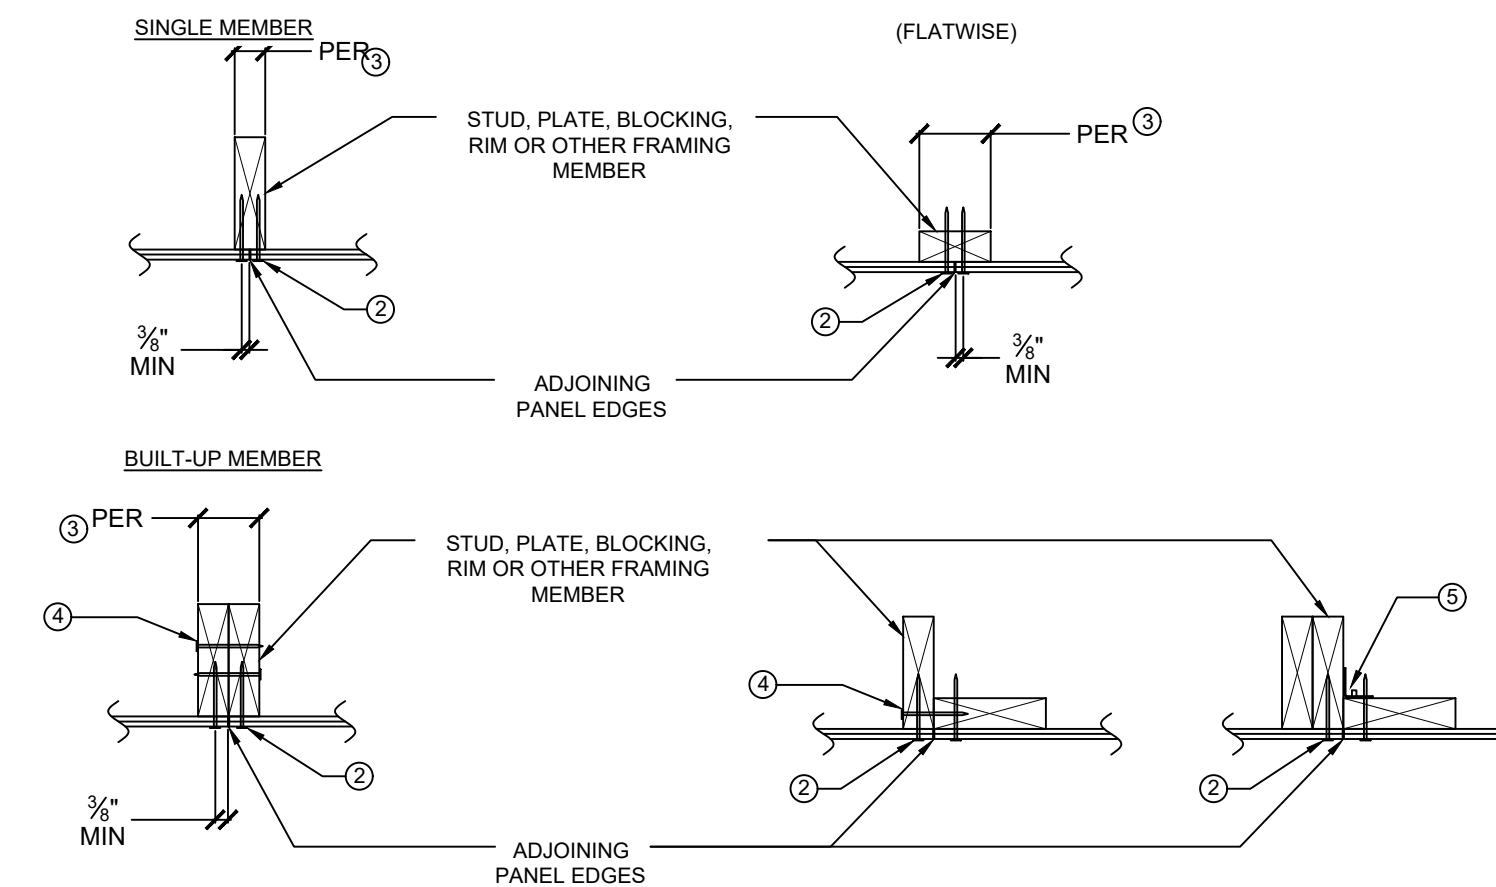 SINGLE MEMBER
PER 3
(FLATWISE)
STUD, PLATE, BLOCKING,
RIM OR OTHER FRAMING
MEMBER
PER 3
2
2
3/8"
MIN
3/8"
MIN
ADJOINING
PANEL EDGES
BUILT-UP MEMBER
3 PER
STUD, PLATE, BLOCKING,
RIM OR OTHER FRAMING
MEMBER
4
5
4
2
2
2
3/8"
MIN
ADJOINING
PANEL EDGES